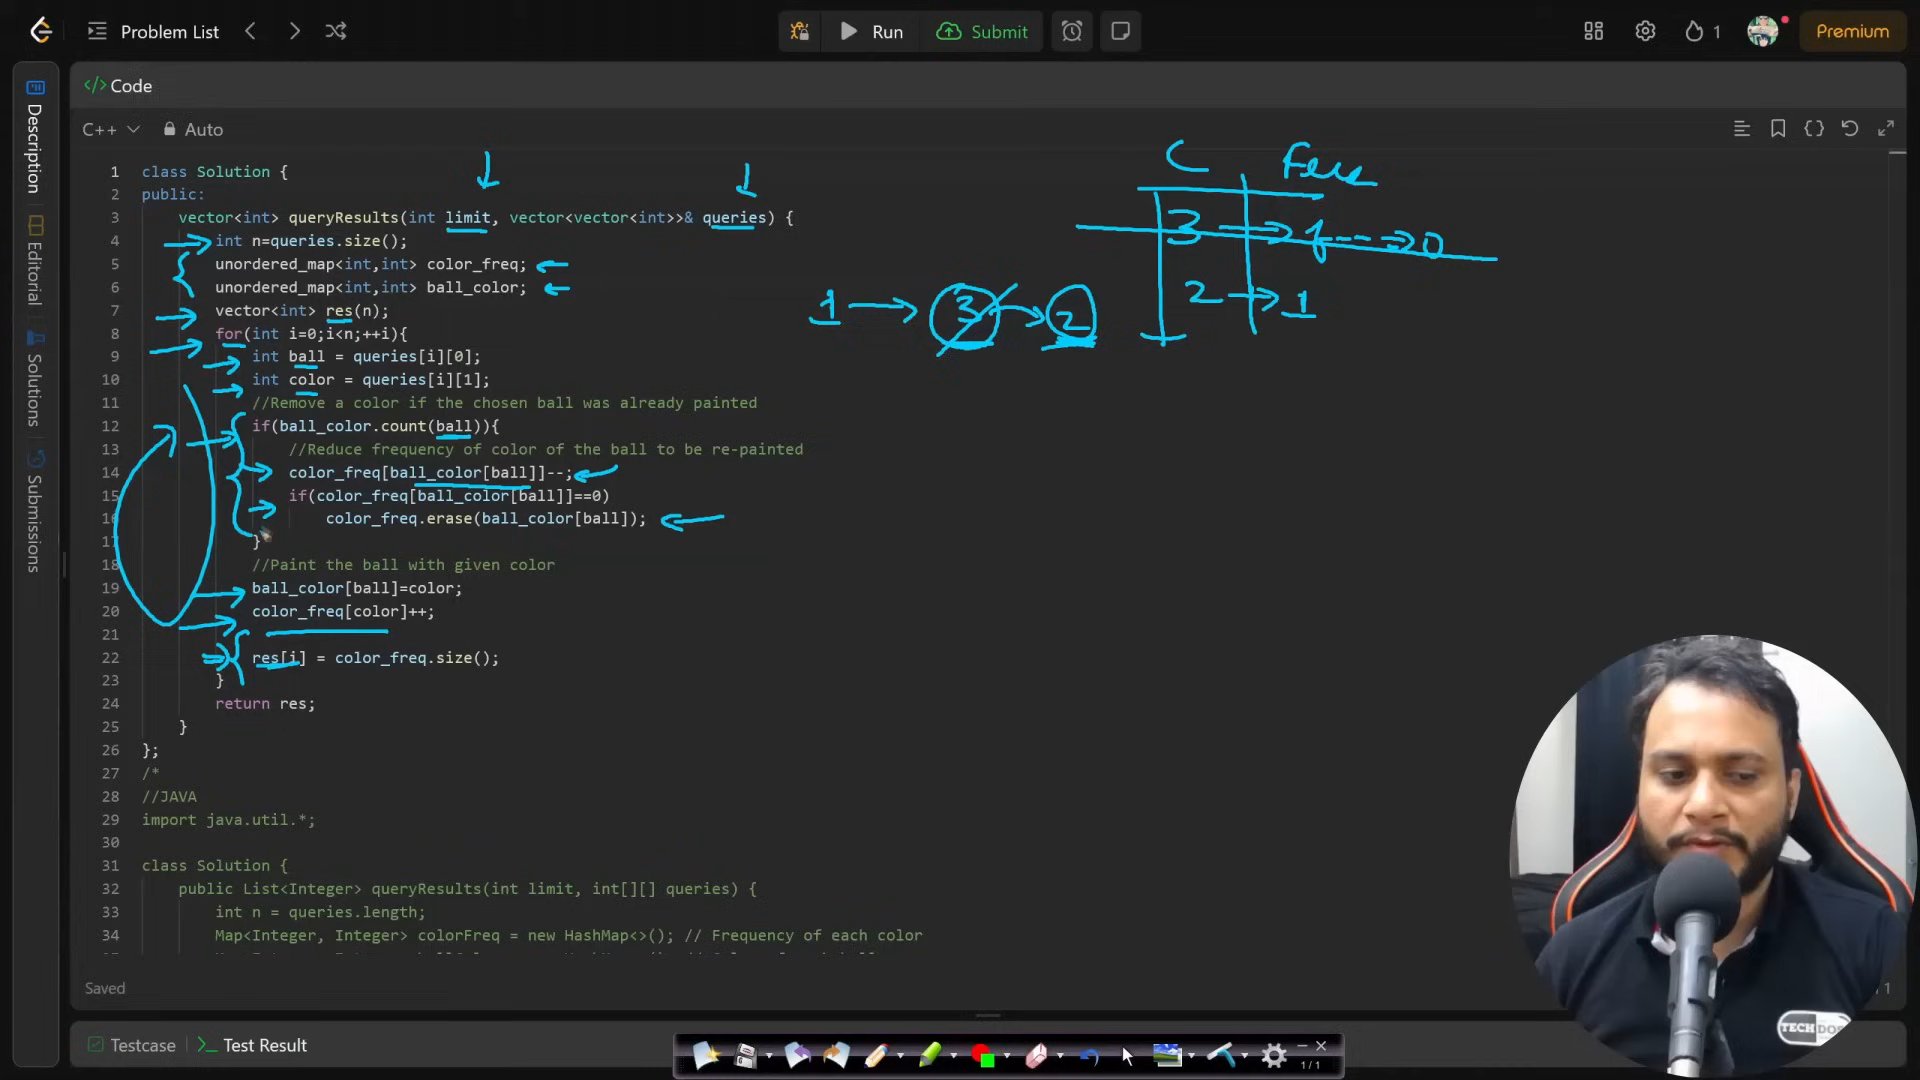 Problem List
Run
Submit
1
Premium
Description
Editorial
Solutions
Submissions
</> Code
C++
Auto
1 class Solution {
2 public:
3 vector<int> queryResults(int limit, vector<vector<int>>& queries) {
4 int n=queries.size();
5 unordered_map<int,int> color_freq;
6 unordered_map<int,int> ball_color;
7 vector<int> res(n);
8 for(int i=0;i<n;++i){
9 int ball = queries[i][0];
10 int color = queries[i][1];
11 //Remove a color if the chosen ball was already painted
12 if(ball_color.count(ball)){
13 //Reduce frequency of color of the ball to be re-painted
14 color_freq[ball_color[ball]]--;
15 if(color_freq[ball_color[ball]]==0)
16 color_freq.erase(ball_color[ball]);
17 }
18 //Paint the ball with given color
19 ball_color[ball]=color;
20 color_freq[color]++;
21
22 res[i] = color_freq.size();
23 }
24 return res;
25 }
26 };
27 /*
28 //JAVA
29 import java.util.*;
30
31 class Solution {
32 public List<Integer> queryResults(int limit, int[][] queries) {
33 int n = queries.length;
34 Map<Integer, Integer> colorFreq = new HashMap<>(); // Frequency of each color
C
3 1 0
2 1
1 3 2
Saved
Testcase
Test Result
1/1
TECH DOSE